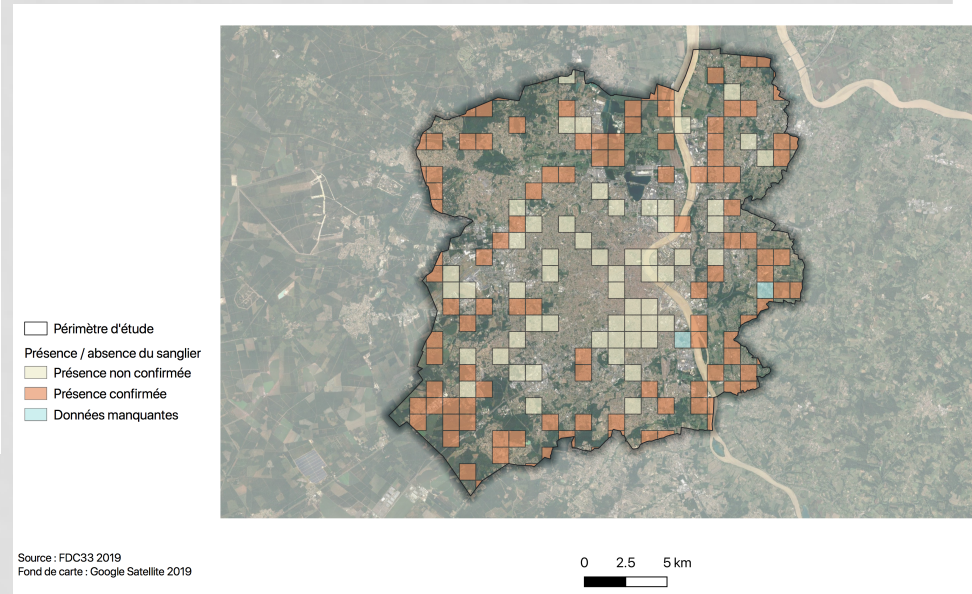 Périmètre d'étude
Présence / absence du sanglier
Présence non confirmée
Présence confirmée
Données manquantes
Source : FDC33 2019
Fond de carte : Google Satellite 2019
0 2.5 5 km